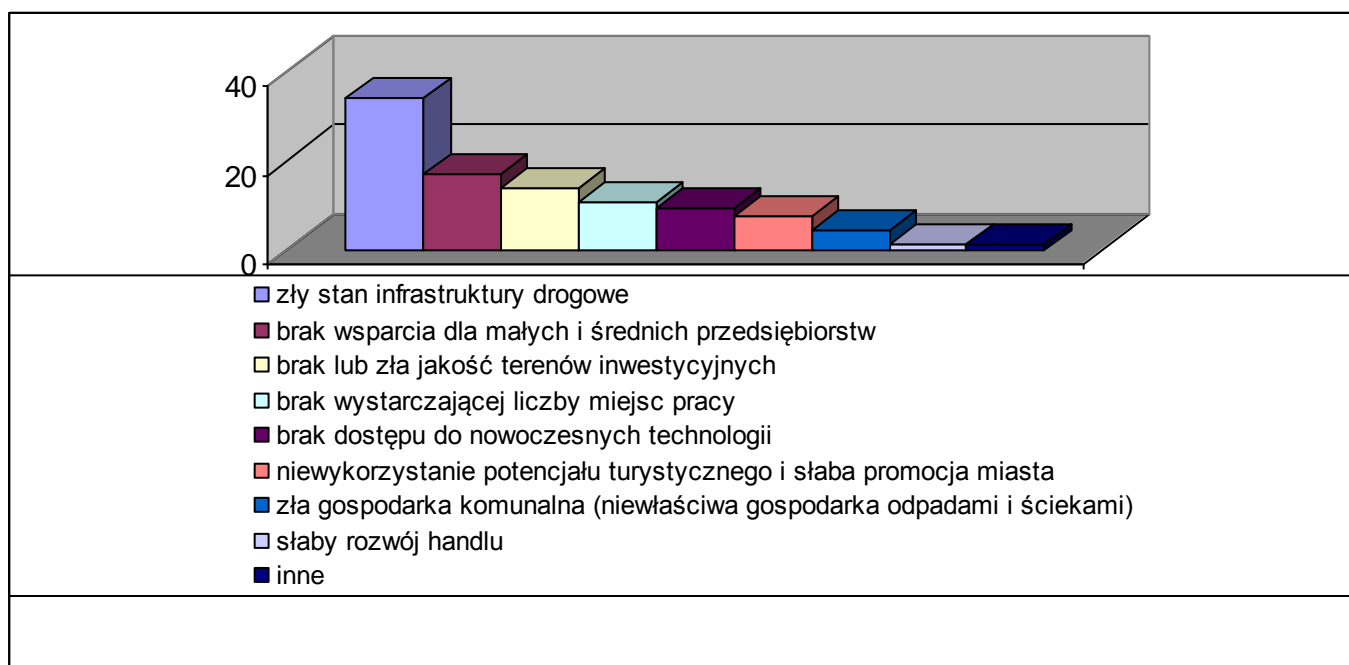 40
20
0
zły stan infrastruktury drogowe
brak wsparcia dla małych i średnich przedsiębiorstw
brak lub zła jakość terenów inwestycyjnych
brak wystarczającej liczby miejsc pracy
brak dostępu do nowoczesnych technologii
niewykorzystanie potencjału turystycznego i słaba promocja miasta
zła gospodarka komunalna (niewłaściwa gospodarka odpadami i ściekami)
słaby rozwój handlu
inne